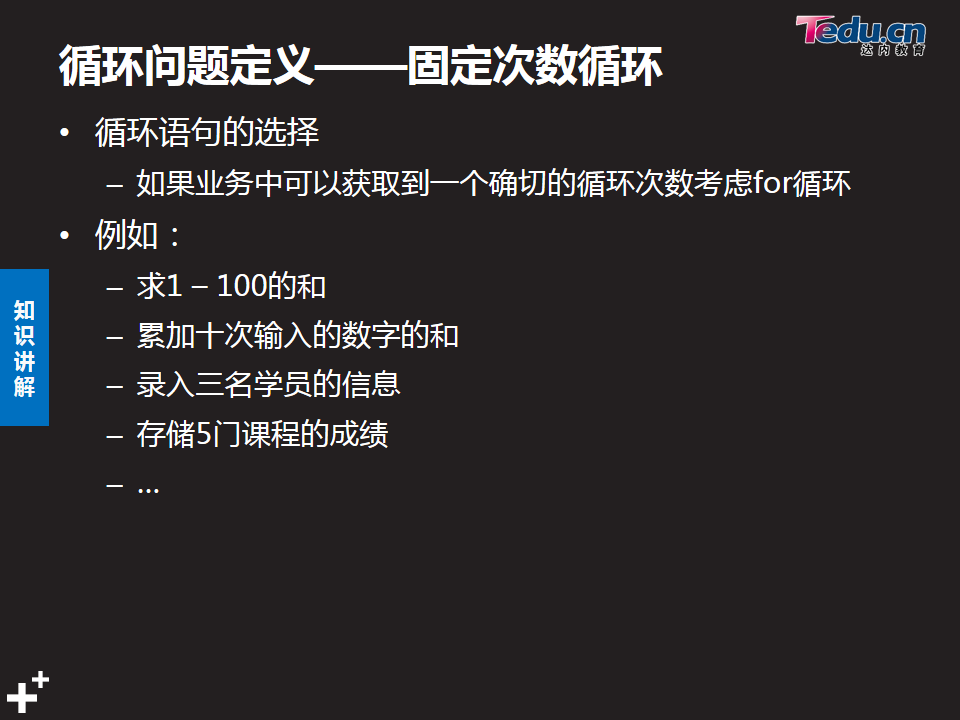 Tedu.cn
达内教育
循环问题定义——固定次数循环
• 循环语句的选择
– 如果业务中可以获取到一个确切的循环次数考虑for循环
• 例如：
– 求1 – 100的和
– 累加十次输入的数字的和
– 录入三名学员的信息
– 存储5门课程的成绩
– ...
知识讲解